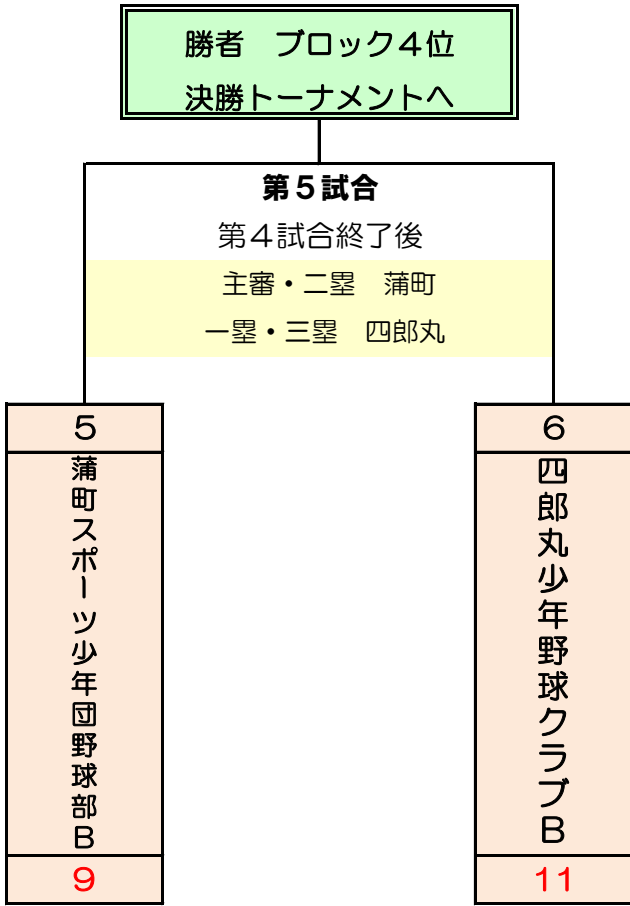 勝者　ブロック４位
決勝トーナメントへ
第５試合
第４試合終了後
主審・二塁　蒲町
一塁・三塁　四郎丸
5
蒲町スポーツ少年団野球部Ｂ
9
6
四郎丸少年野球クラブＢ
11